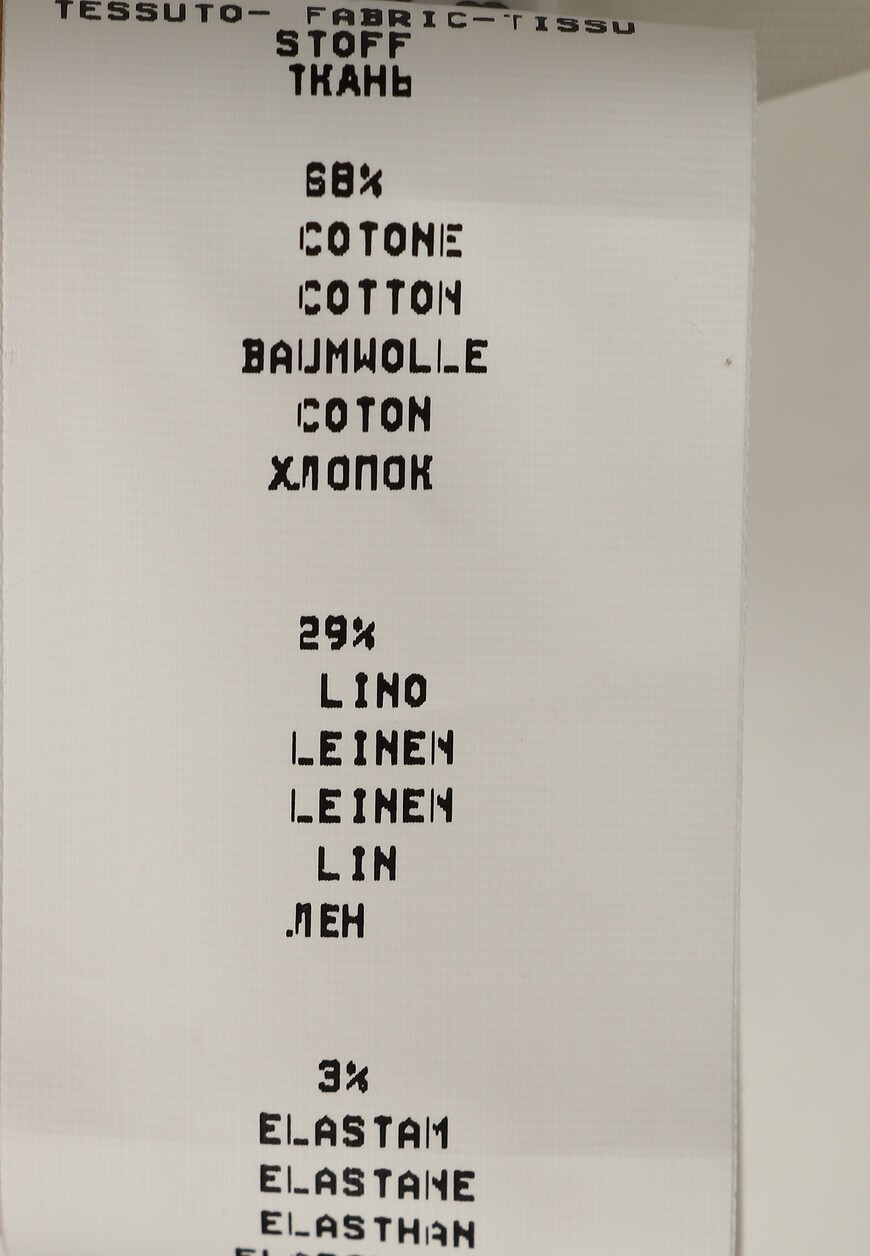 TESSUTO- FABRIC-TISSU
STOFF
ТКАНЬ
68%
COTONE
COTTON
BAUMWOLLE
COTON
ХЛОПОК
29%
LINO
LEINEN
LEINEN
LIN
ЛЕН
3%
ELASTAM
ELASTANE
ELASTHAN